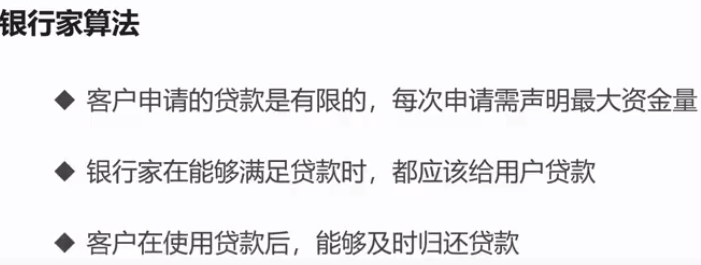 银行家算法
◆ 客户申请的贷款是有限的，每次申请需声明最大资金量
◆ 银行家在能够满足贷款时，都应该给用户贷款
◆ 客户在使用贷款后，能够及时归还贷款